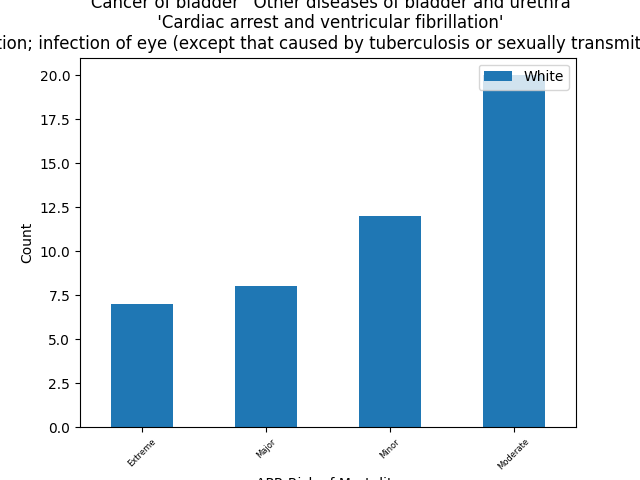 Cancer of bladder' 'Other diseases of bladder and urethra
'Cardiac arrest and ventricular fibrillation'
infection of eye (except that caused by tuberculosis or sexually
White
20.0
17.5
15.0
12.5
10.0
7.5
5.0
2.5
0.0
Count
Extreme
Major
Minor
Moderate
APR Risk of Mortality